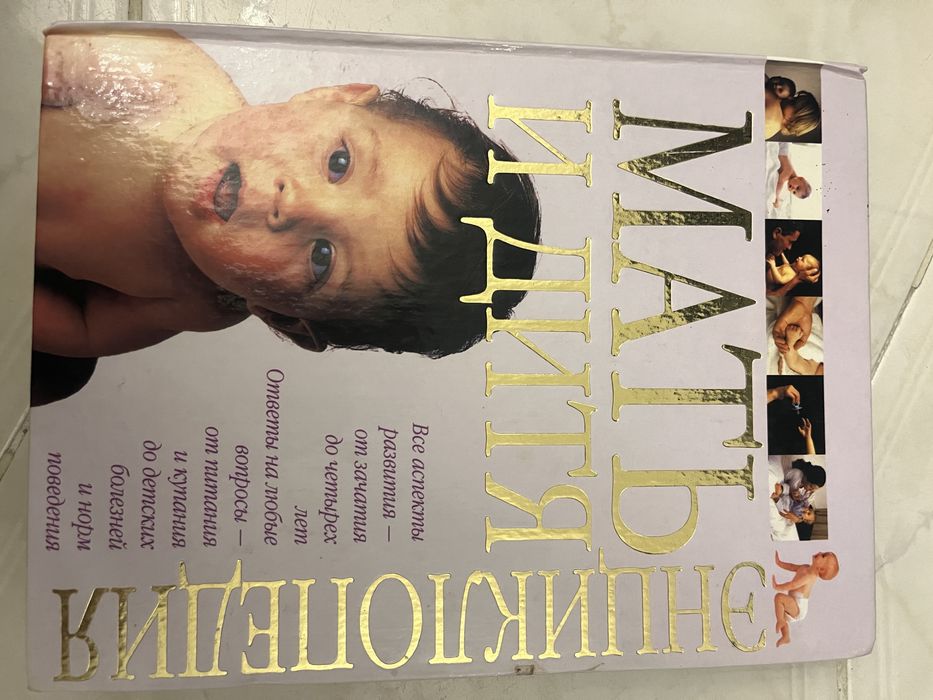 МАТЬ
И ДИТЯ
ЭНЦИКЛОПЕДИЯ
Все аспекты
развития —
от зачатия
до четырех
лет
Ответы на любые
вопросы —
от питания
и купания
до детских
болезней
и норм
поведения